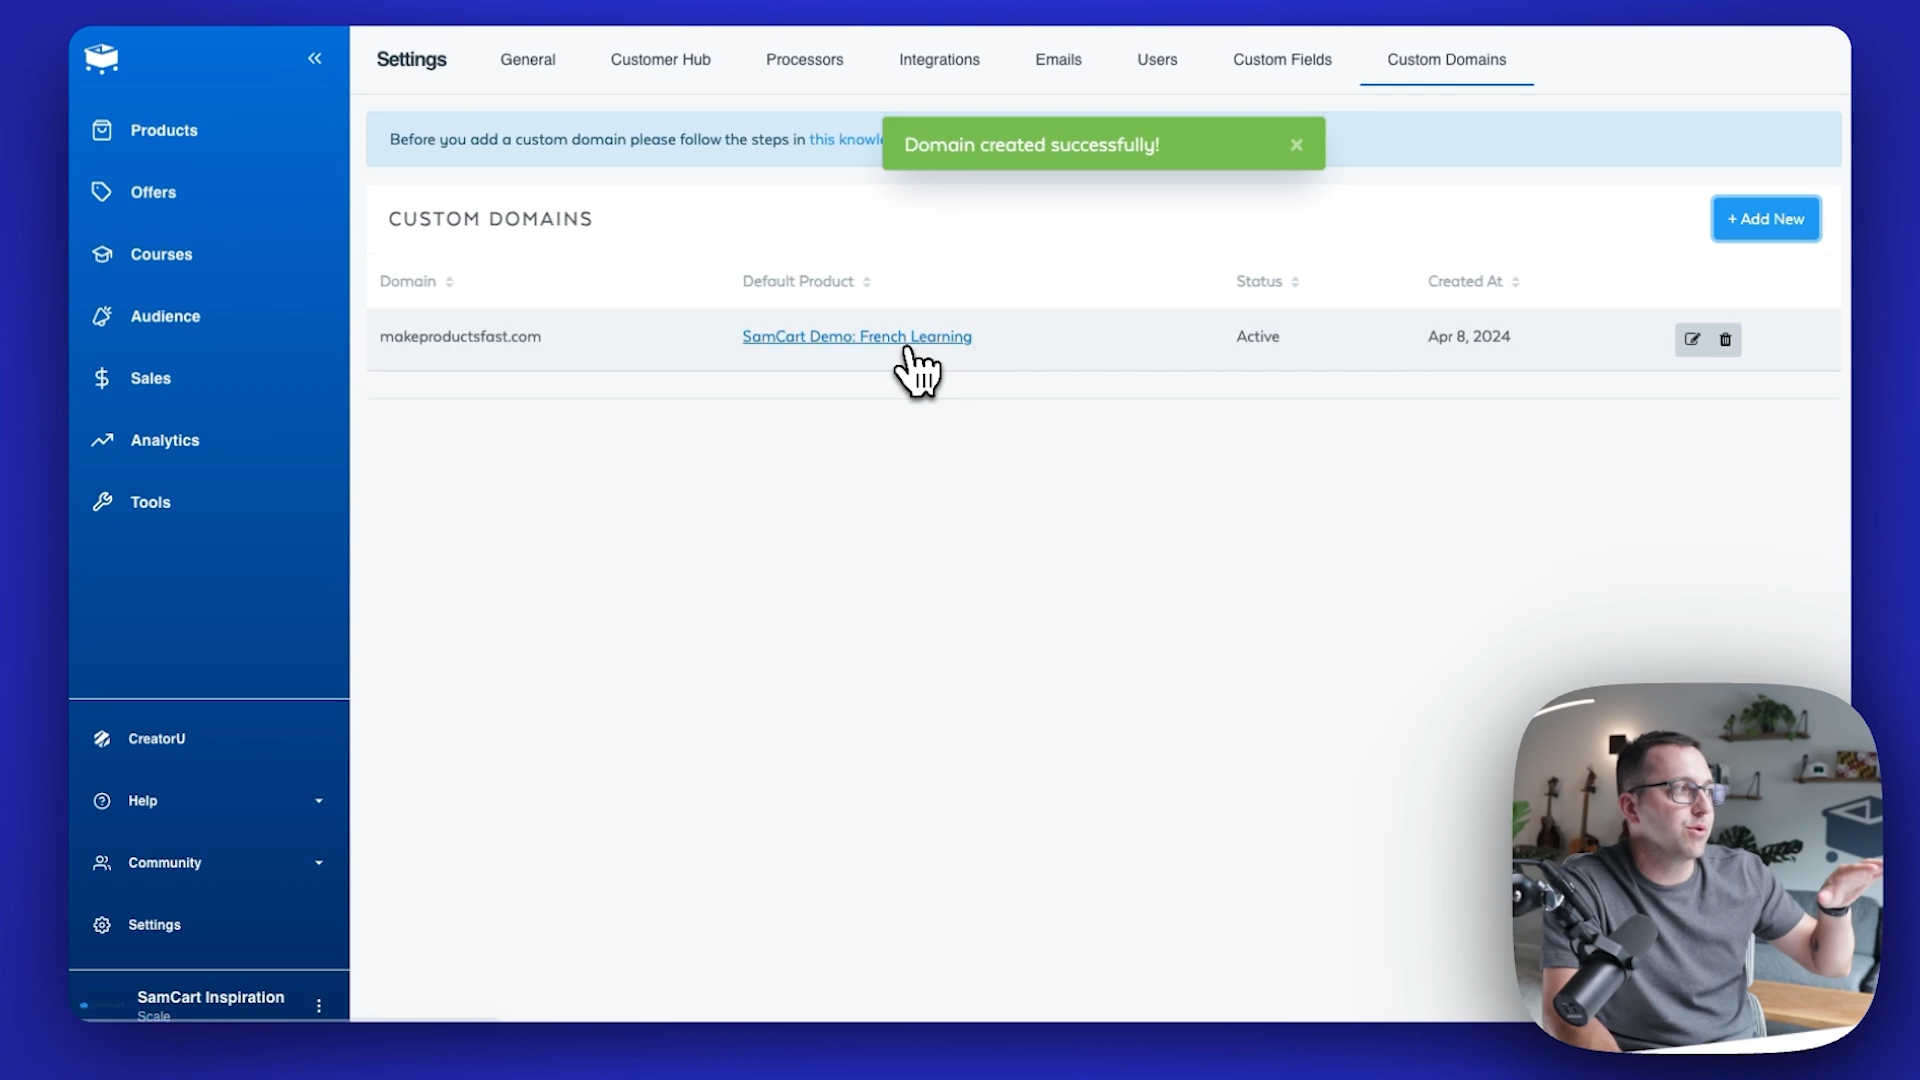 Settings
General
Customer Hub
Processors
Integrations
Emails
Users
Custom Fields
Custom Domains
Products
Offers
Courses
Audience
Sales
Analytics
Tools
CreatorU
Help
Community
Settings
SamCart Inspiration
Scale
Before you add a custom domain please follow the steps in this
Domain created successfully!
CUSTOM DOMAINS
+ Add New
Domain
Default Product
Status
Created At
makeproductsfast.com
SamCart Demo: French Learning
Active
Apr 8, 2024